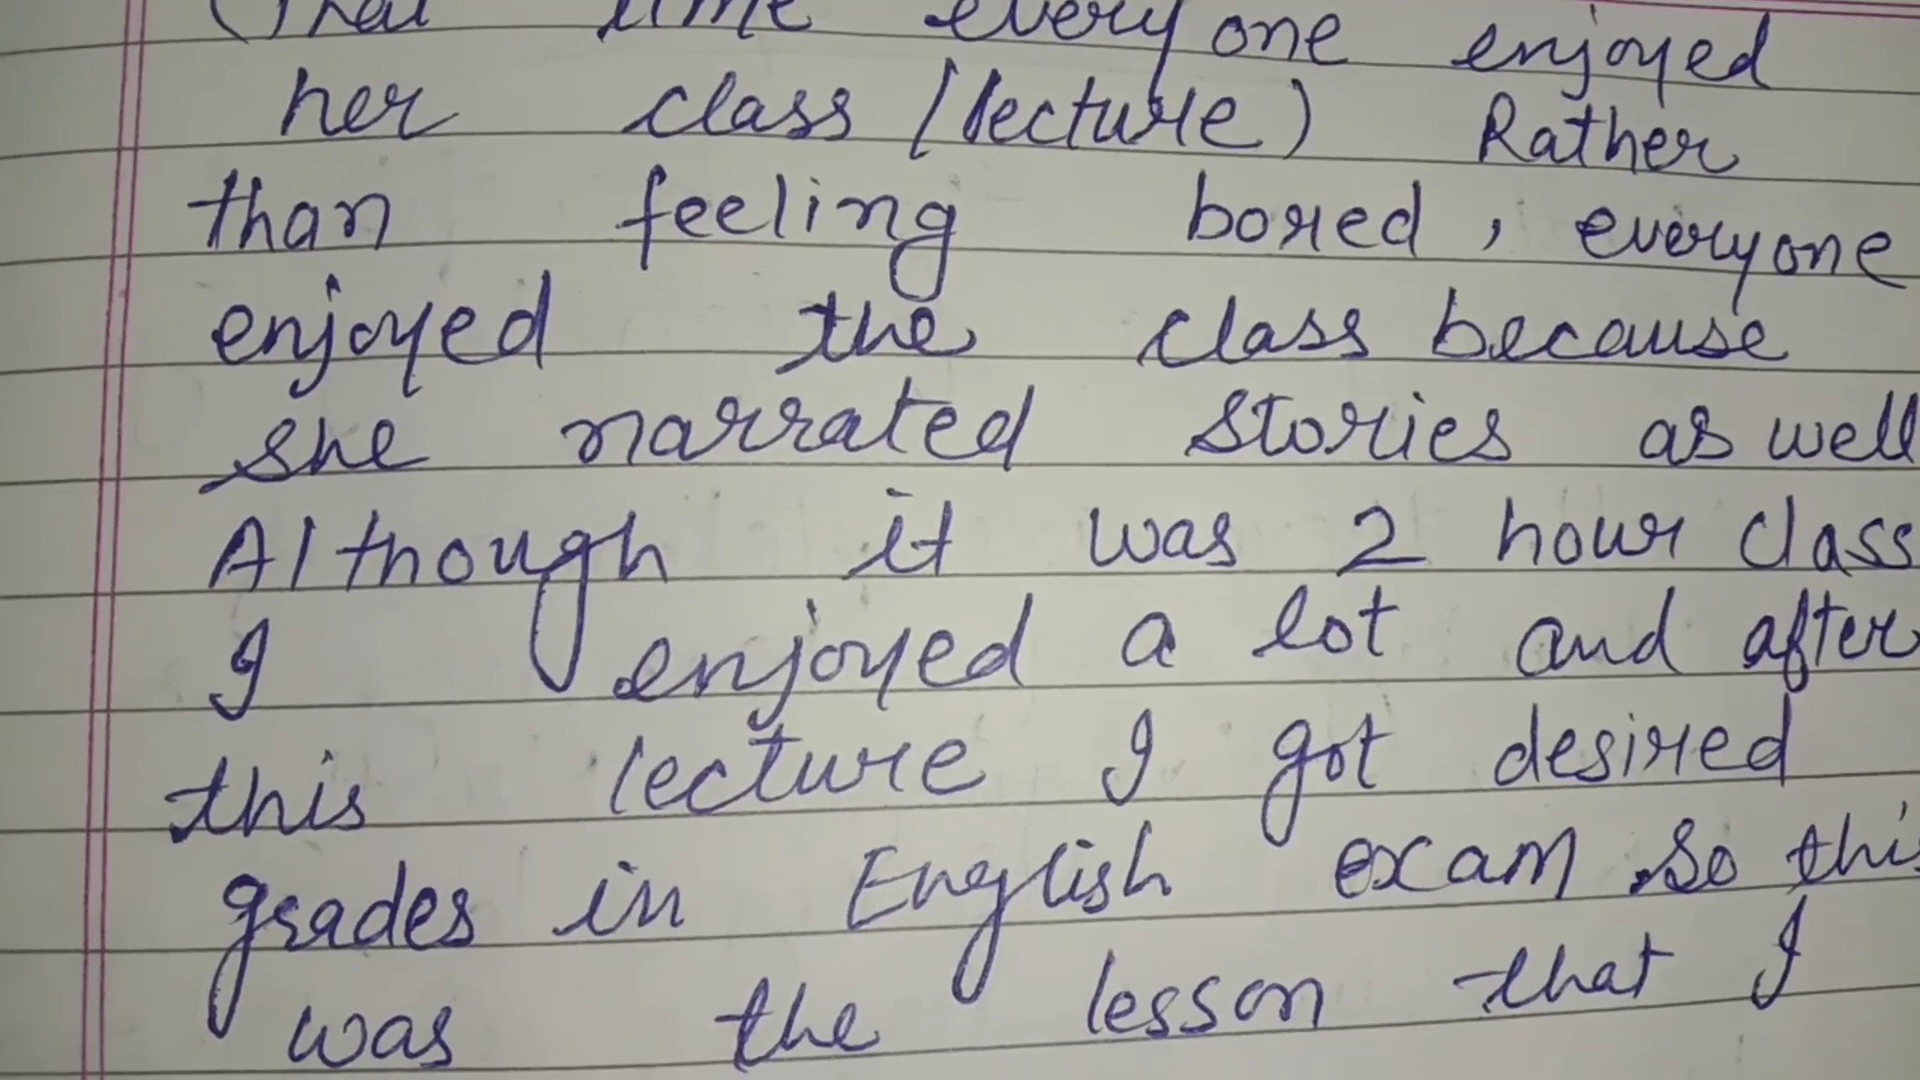 (That time everyone enjoyed
her class (lecture) Rather
than feeling bored, everyone
enjoyed the class because
she narrated stories as well
Although it was 2 hour class
I enjoyed a lot and after
this lecture I got desired
grades in English exam. So this
was the lesson that I